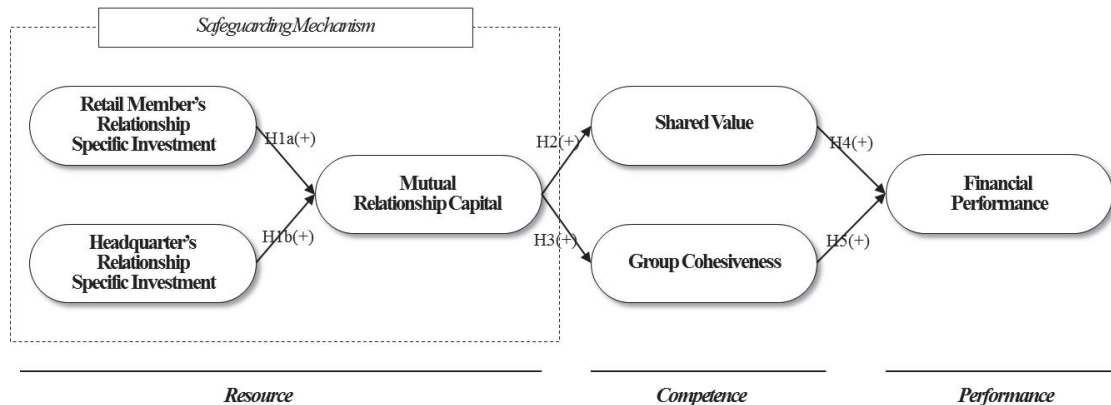 Safeguarding Mechanism
Retail Member's
Relationship
Specific Investment
H1a(+)
Headquarter's
Relationship
Specific Investment
H1b(+)
Mutual
Relationship Capital
H2(+)
H3(+)
Shared Value
Group Cohesiveness
H4(+)
H5(+)
Financial
Performance
Resource
Competence
Performance